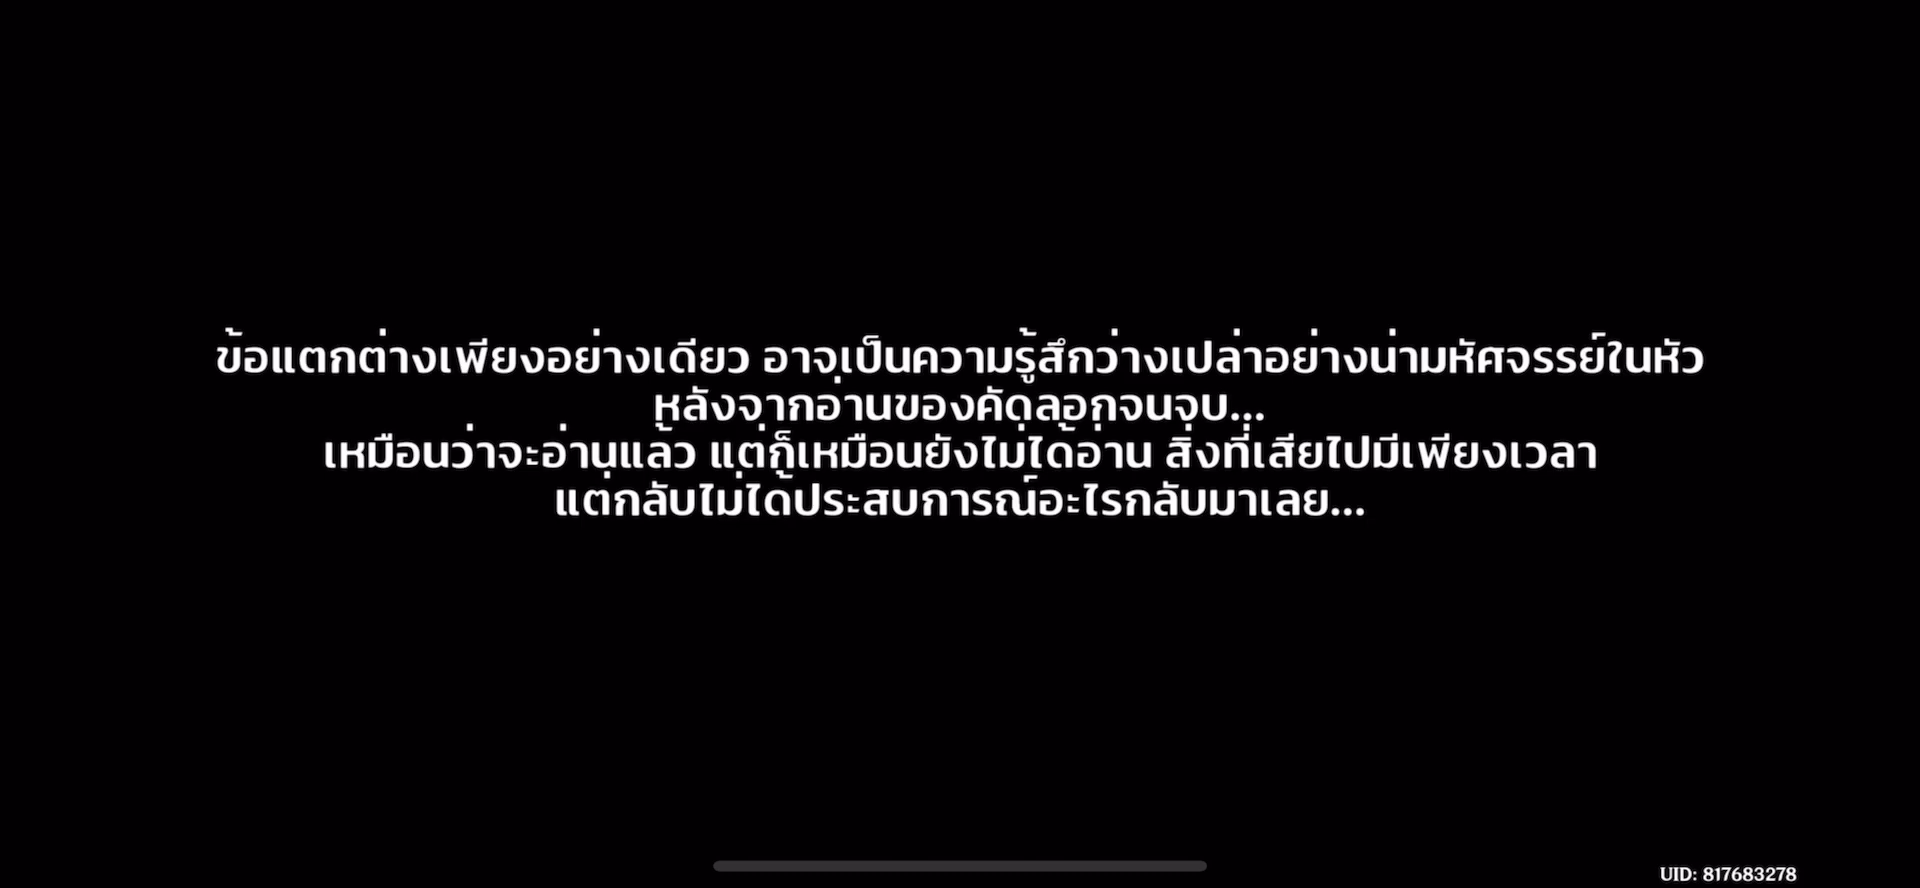 ข้อแตกต่างเพียงอย่างเดียว อาจเป็นความรู้สึกว่างเปล่าอย่างน่ามหัศจรรย์ในหัว
หลังจากอ่านของคัดลอกจนจบ...
เหมือนว่าจะอ่านแล้ว แต่ก็เหมือนยังไม่ได้อ่าน สิ่งที่เสียไปมีเพียงเวลา
แต่กลับไม่ได้ประสบการณ์อะไรกลับมาเลย...
UID: 817683278